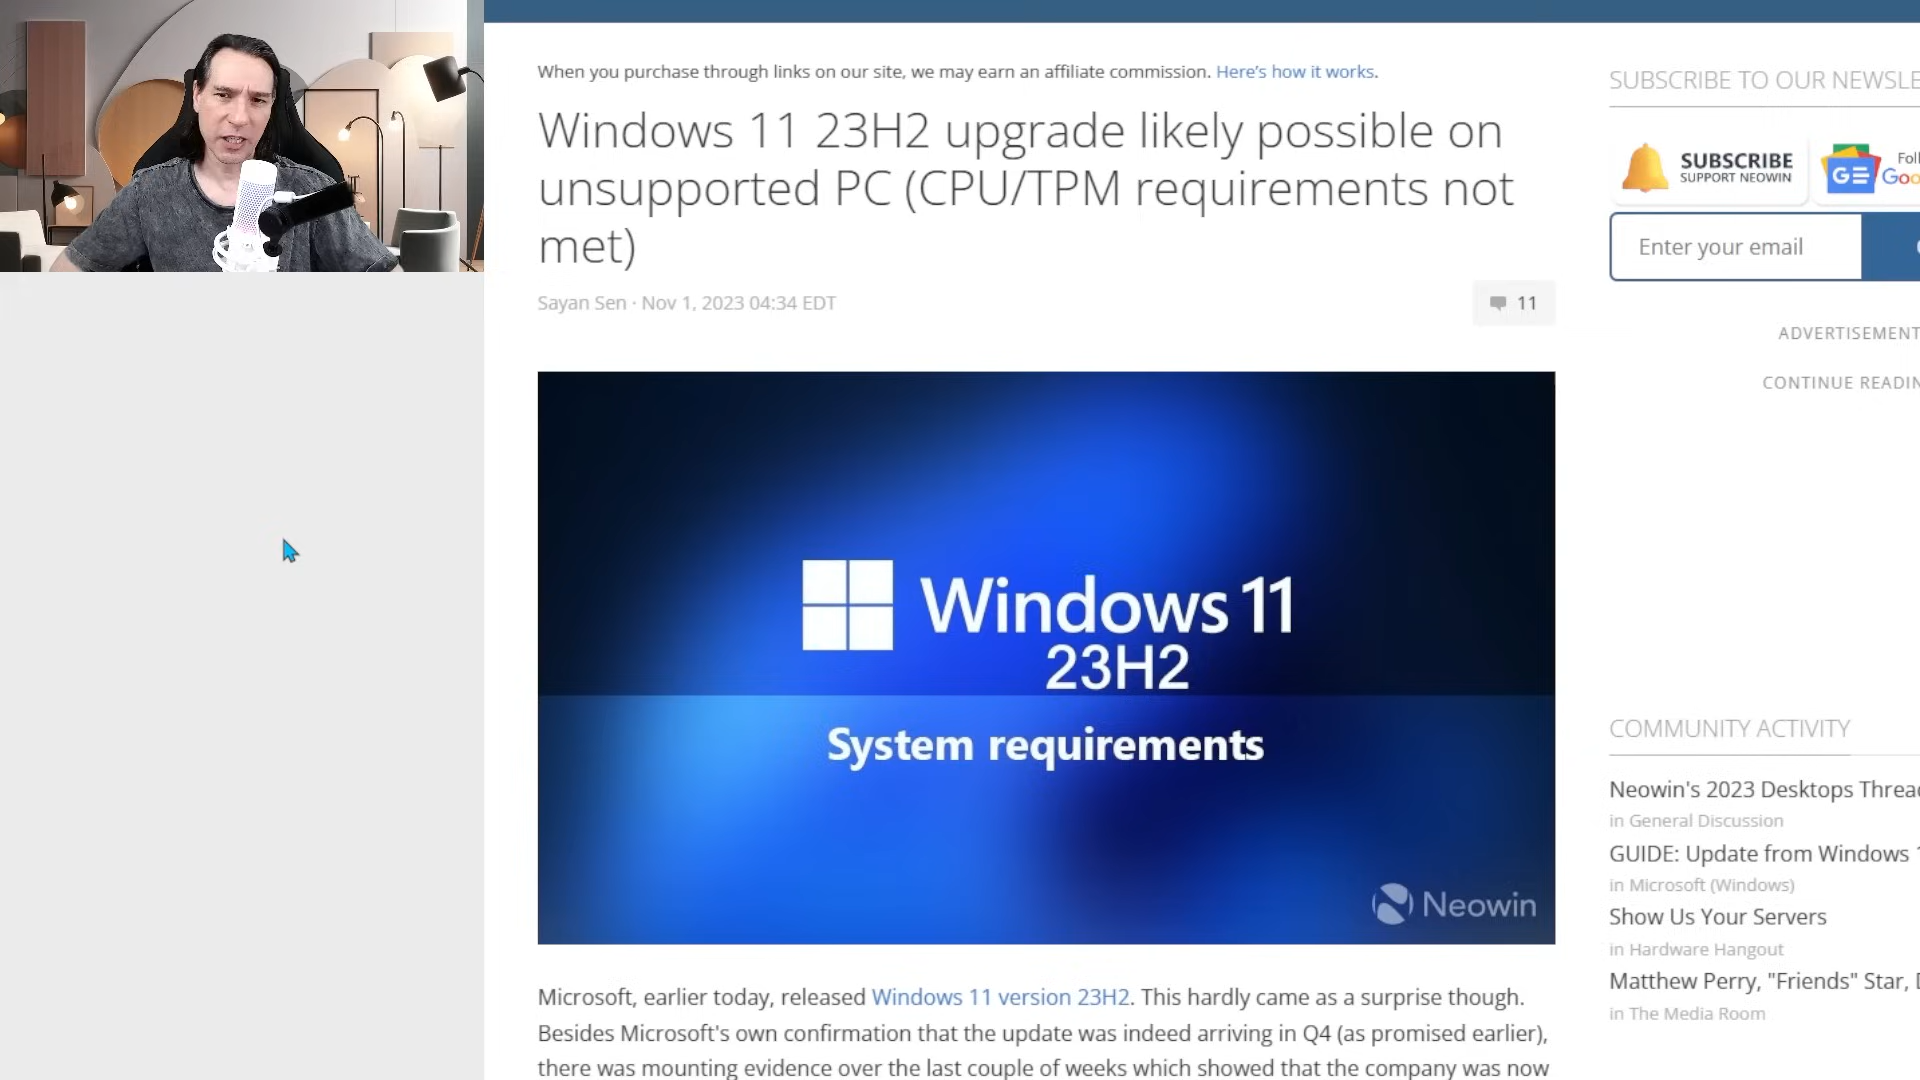 When you purchase through links on our site, we may earn an affiliate commission. Here's how it works.
Windows 11 23H2 upgrade likely possible on
unsupported PC (CPU/TPM requirements not
met)
Sayan Sen · Nov 1, 2023 04:34 EDT
11
Windows 11
23H2
System requirements
Neowin
Microsoft, earlier today, released Windows 11 version 23H2. This hardly came as a surprise though.
Besides Microsoft's own confirmation that the update was indeed arriving in Q4 (as promised earlier),
there was mounting evidence over the last couple of weeks which showed that the company was now
SUBSCRIBE TO OUR NEWSLE
SUBSCRIBE
SUPPORT NEOWIN
GE
Foll
Goo
Enter your email
ADVERTISEMENT
CONTINUE READIN
COMMUNITY ACTIVITY
Neowin's 2023 Desktops Threa
in General Discussion
GUIDE: Update from Windows 1
in Microsoft (Windows)
Show Us Your Servers
in Hardware Hangout
Matthew Perry, "Friends" Star, D
in The Media Room